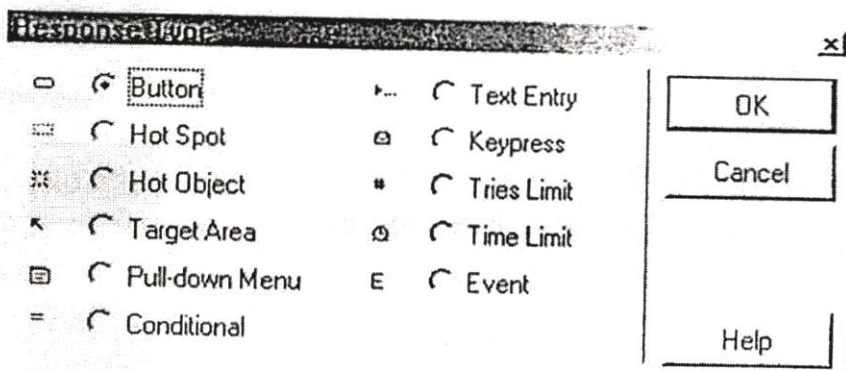 Response Type
Button
Hot Spot
Hot Object
Target Area
Pull-down Menu
= Conditional
Text Entry
Keypress
# Tries Limit
Time Limit
E Event
OK
Cancel
Help